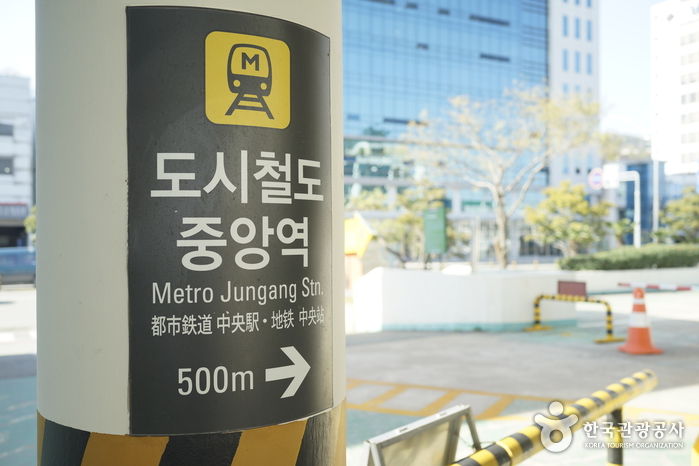 M
도시철도
중앙역
Metro Jungang Stn.
都市鉄道 中央駅・地铁 中央站
500m
한국관광공사
KOREA TOURISM ORGANIZATION